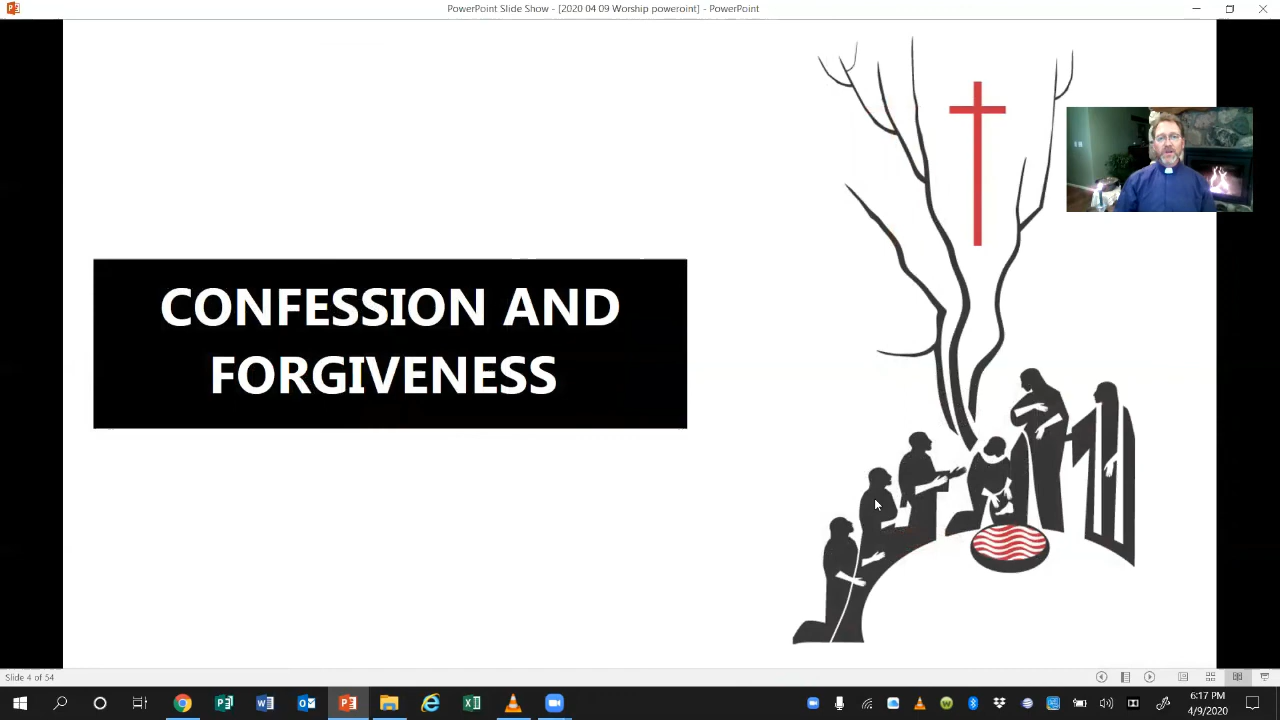 PowerPoint Slide Show - [2020 04 09 Worship poweroint] - PowerPoint
CONFESSION AND
FORGIVENESS
Slide 4 of 54
6:17 PM
4/9/2020